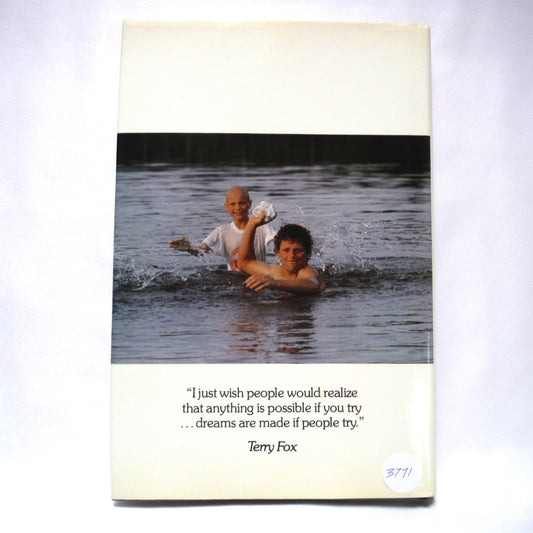 “I just wish people would realize
that anything is possible if you try
...dreams are made if people try.”
Terry Fox
3771